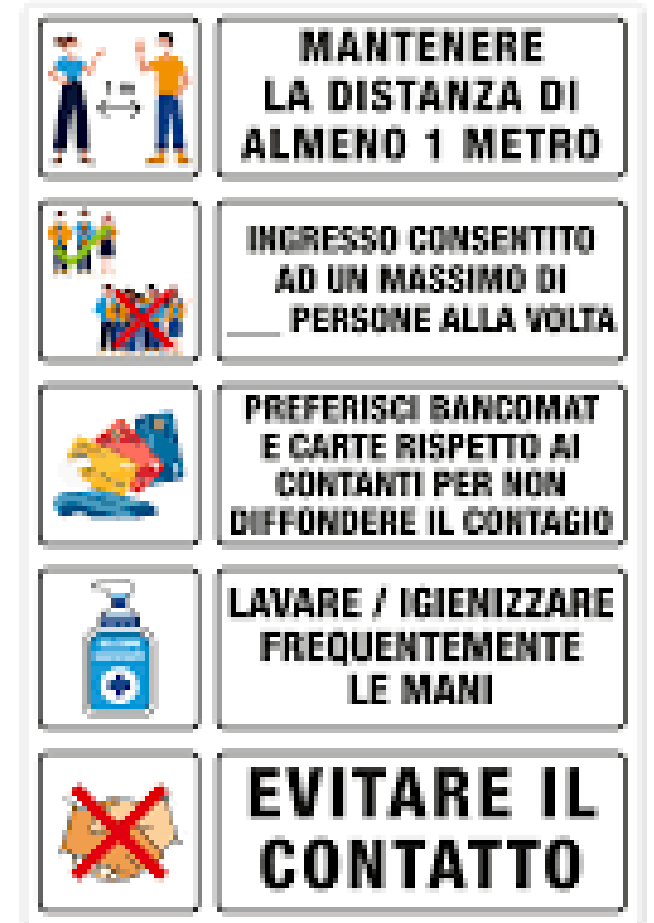 1 m
MANTENERE
LA DISTANZA DI
ALMENO 1 METRO
INGRESSO CONSENTITO
AD UN MASSIMO DI
___ PERSONE ALLA VOLTA
PREFERISCI BANCOMAT
E CARTE RISPETTO AI
CONTANTI PER NON
DIFFONDERE IL CONTAGIO
LAVARE / IGIENIZZARE
FREQUENTEMENTE
LE MANI
EVITARE IL
CONTATTO